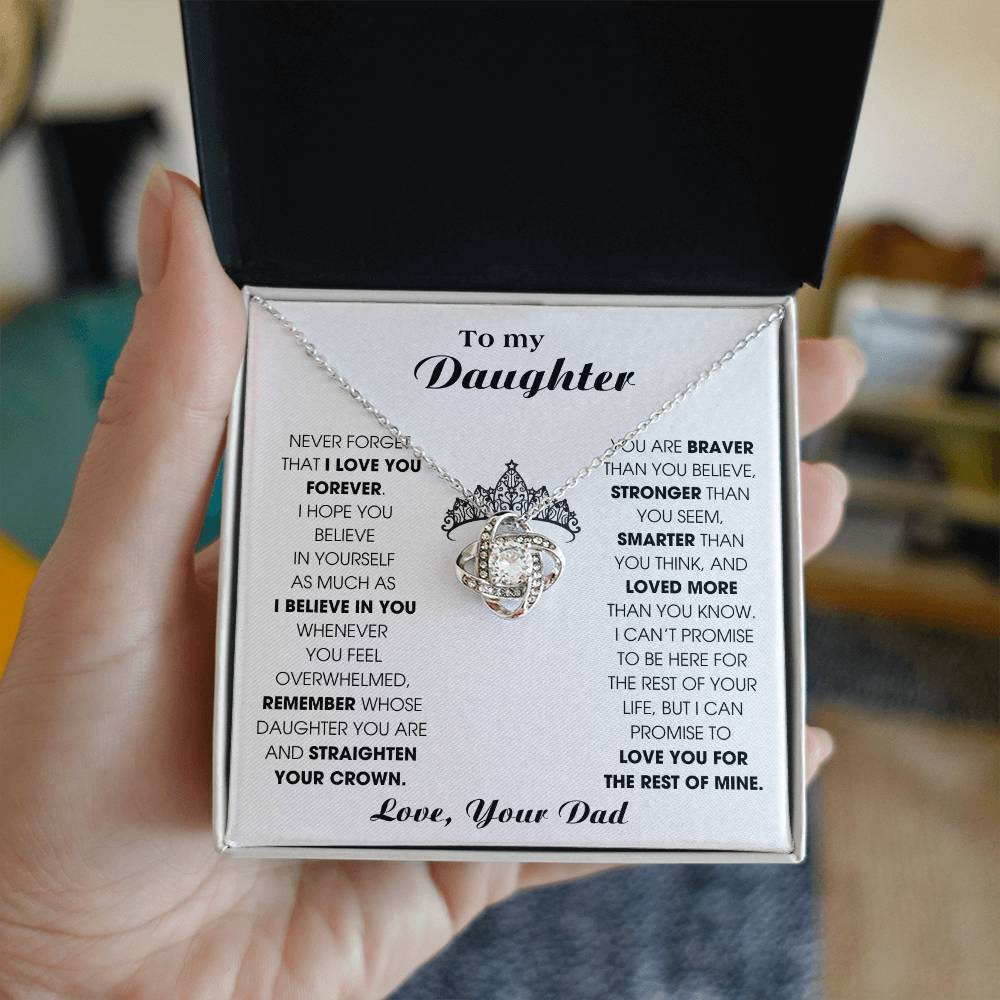 To my
Daughter
NEVER FORGET
THAT I LOVE YOU
FOREVER.
I HOPE YOU
BELIEVE
IN YOURSELF
AS MUCH AS
I BELIEVE IN YOU
WHENEVER
YOU FEEL
OVERWHELMED,
REMEMBER WHOSE
DAUGHTER YOU ARE
AND STRAIGHTEN
YOUR CROWN.
YOU ARE BRAVER
THAN YOU BELIEVE,
STRONGER THAN
YOU SEEM,
SMARTER THAN
YOU THINK, AND
LOVED MORE
THAN YOU KNOW.
I CAN'T PROMISE
TO BE HERE FOR
THE REST OF YOUR
LIFE, BUT I CAN
PROMISE TO
LOVE YOU FOR
THE REST OF MINE.
Love, Your Dad